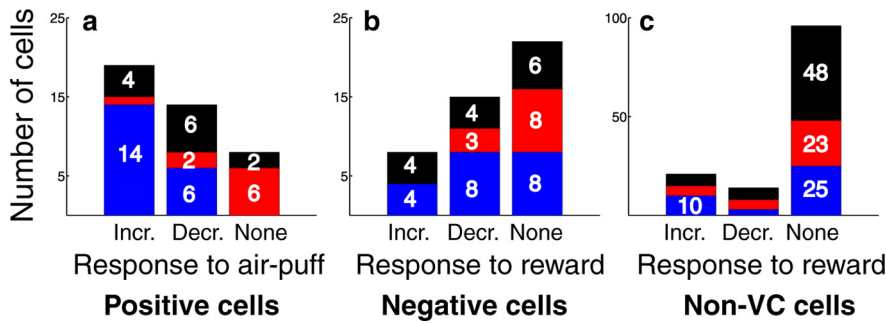 a
Number of cells
25
15
5
4
14
6
2
6
2
6
Incr. Decr. None
Response to air-puff
Positive cells
b
25
15
5
4
4
4
3
8
6
8
8
Incr. Decr. None
Response to reward
Negative cells
c
100
50
10
48
23
25
Incr. Decr. None
Response to reward
Non-VC cells